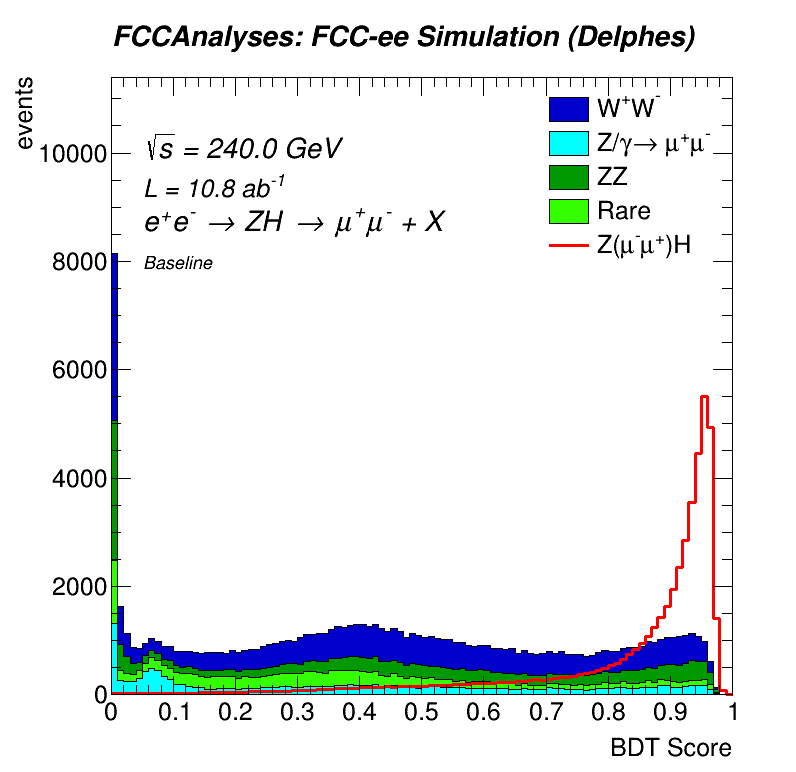 FCCAnalyses: FCC-ee Simulation (Delphes)
events
10000
8000
6000
4000
2000
0
√s = 240.0 GeV
L = 10.8 ab⁻¹
e⁺e⁻ → ZH → μ⁺μ⁻ + X
Baseline
W⁺W⁻
Z/γ→ μ⁺μ⁻
ZZ
Rare
Z(μ⁻μ⁺)H
0 0.1 0.2 0.3 0.4 0.5 0.6 0.7 0.8 0.9 1
BDT Score